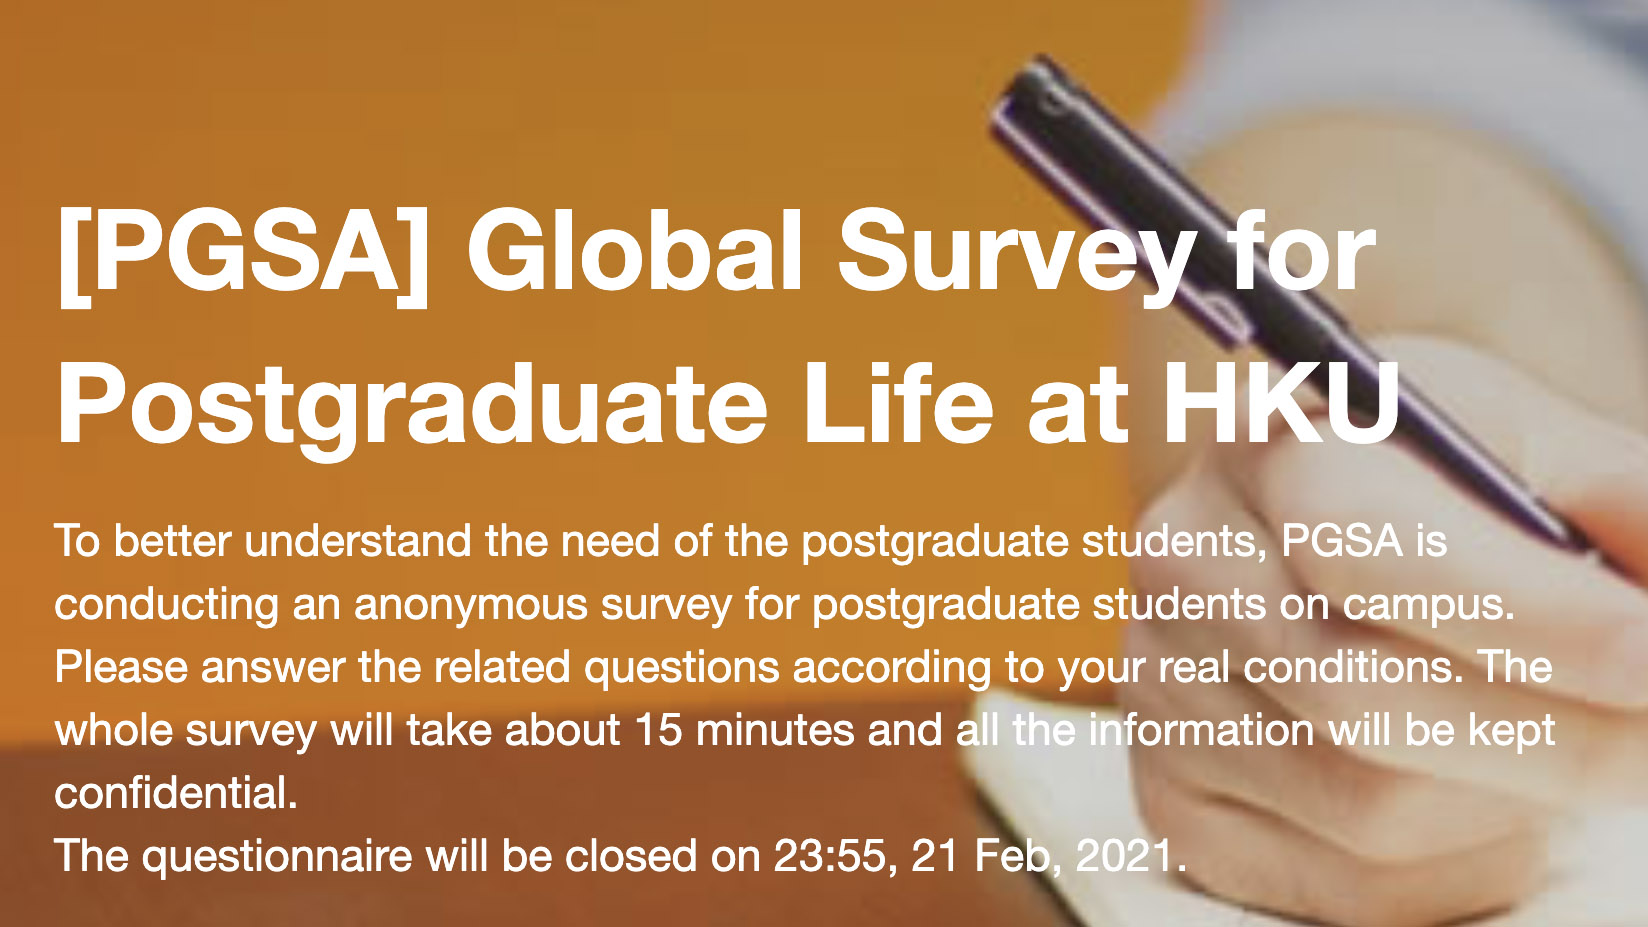 [PGSA] Global Survey for
Postgraduate Life at HKU
To better understand the need of the postgraduate students, PGSA is
conducting an anonymous survey for postgraduate students on campus.
Please answer the related questions according to your real conditions. The
whole survey will take about 15 minutes and all the information will be kept
confidential.
The questionnaire will be closed on 23:55, 21 Feb, 2021.